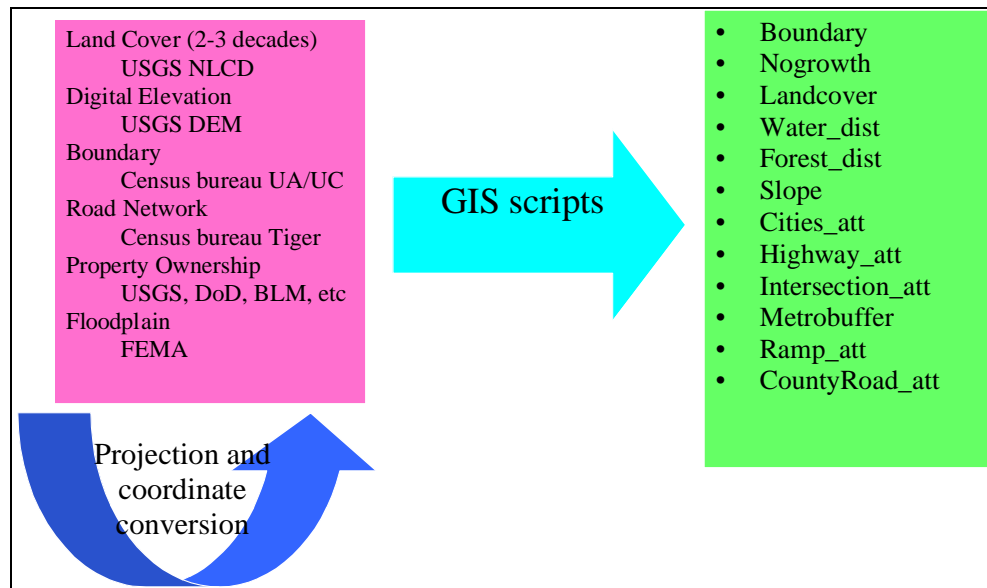 Land Cover (2-3 decades)
USGS NLCD
Digital Elevation
USGS DEM
Boundary
Census bureau UA/UC
Road Network
Census bureau Tiger
Property Ownership
USGS, DoD, BLM, etc
Floodplain
FEMA
Projection and
coordinate
conversion
GIS scripts
• Boundary
• Nogrowth
• Landcover
• Water_dist
• Forest_dist
• Slope
• Cities_att
• Highway_att
• Intersection_att
• Metrobuffer
• Ramp_att
• CountyRoad_att